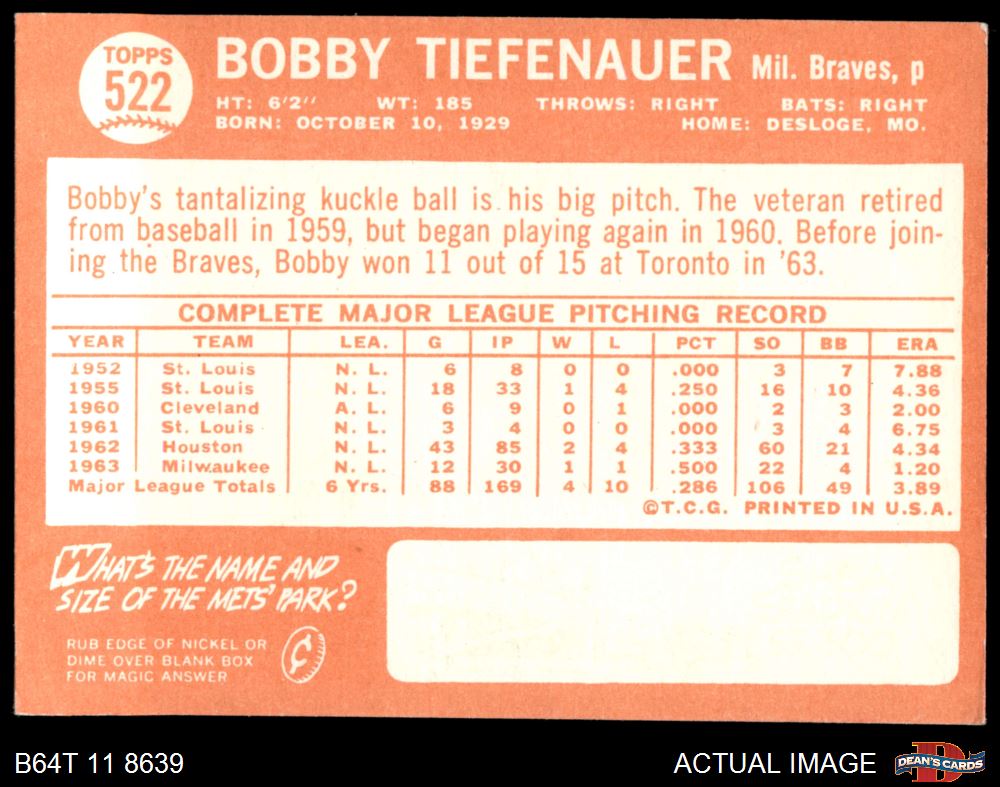 TOPPS
522
BOBBY TIEFENAUER Mil. Braves, p
HT: 6'2" WT: 185 THROWS: RIGHT BATS: RIGHT
BORN: OCTOBER 10, 1929 HOME: DESLOGE, MO.
Bobby's tantalizing kuckle ball is his big pitch. The veteran retired
from baseball in 1959, but began playing again in 1960. Before join-
ing the Braves, Bobby won 11 out of 15 at Toronto in '63.
COMPLETE MAJOR LEAGUE PITCHING RECORD
YEAR TEAM LEA. G IP W L PCT SO BB ERA
1952 St. Louis N. L. 6 8 0 0 .000 3 7 7.88
1955 St. Louis N. L. 18 33 1 4 .250 16 10 4.36
1960 Cleveland A. L. 6 9 0 1 .000 2 3 2.00
1961 St. Louis N. L. 3 4 0 0 .000 3 4 6.75
1962 Houston N. L. 43 85 2 4 .333 60 21 4.34
1963 Milwaukee N. L. 12 30 1 1 .500 22 4 1.20
Major League Totals 6 Yrs. 88 169 4 10 .286 106 49 3.89
©T.C.G. PRINTED IN U.S.A.
WHAT'S THE NAME AND
SIZE OF THE METS' PARK?
RUB EDGE OF NICKEL OR
DIME OVER BLANK BOX
FOR MAGIC ANSWER
¢
B64T 11 8639 ACTUAL IMAGE
D
DEAN'S CARDS